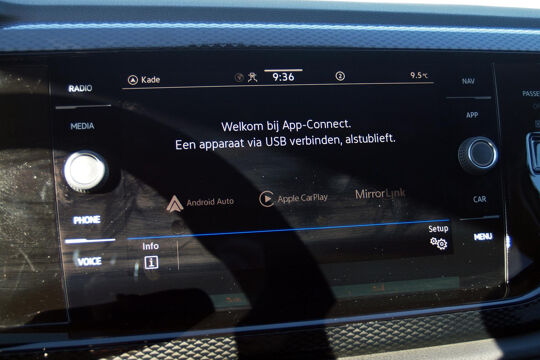 RADIO
MEDIA
PHONE
VOICE
Kade
9:36
2
9.5°C
Welkom bij App-Connect.
Een apparaat via USB verbinden, alstublieft.
Android Auto
Apple CarPlay
MirrorLink
Info
Setup
NAV
APP
CAR
MENU